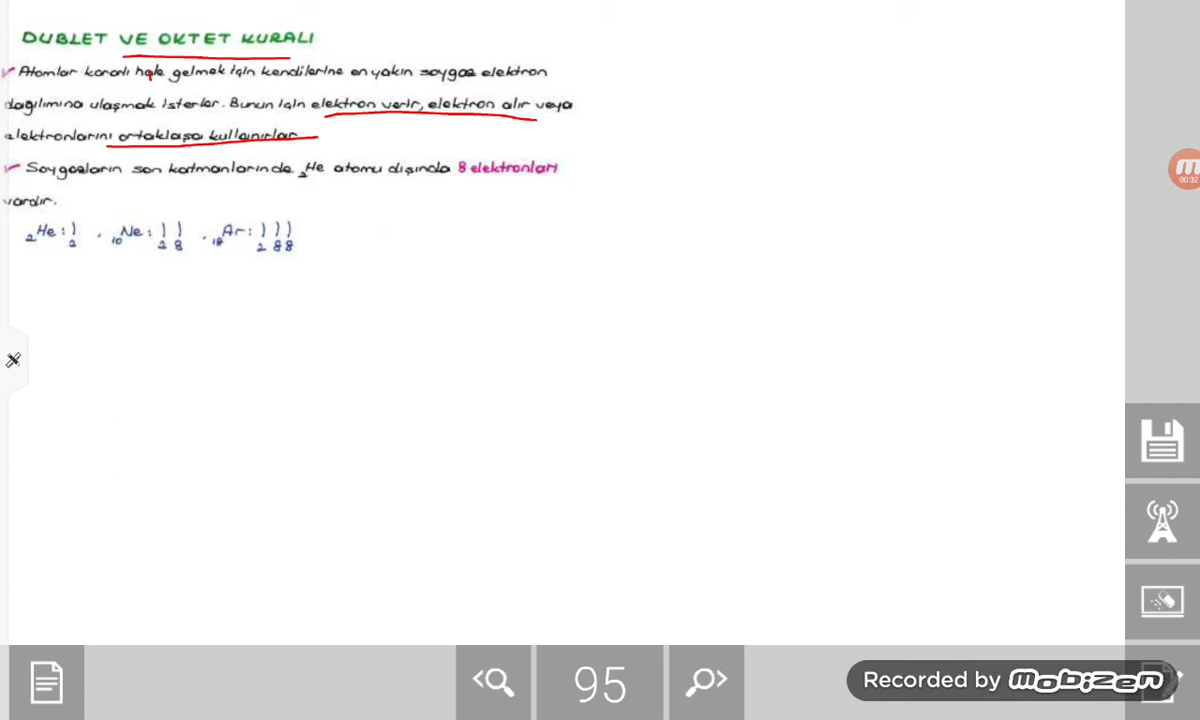 DUBLET VE OKTET KURALI
Atomlar kararlı hale gelmek için kendilerine en yakın soygaz elektron
dağılımına ulaşmak isterler. Bunun için elektron verir, elektron alır veya
elektronlarını ortaklaşa kullanırlar
Soygazların son katmanlarında ₂He atomu dışında 8 elektronları
vardır.
₂He : ) , ₁₀Ne : ) ) , ₁₈Ar : ) ) )
2 2 8 2 8 8
00:32
95
Recorded by mobizen